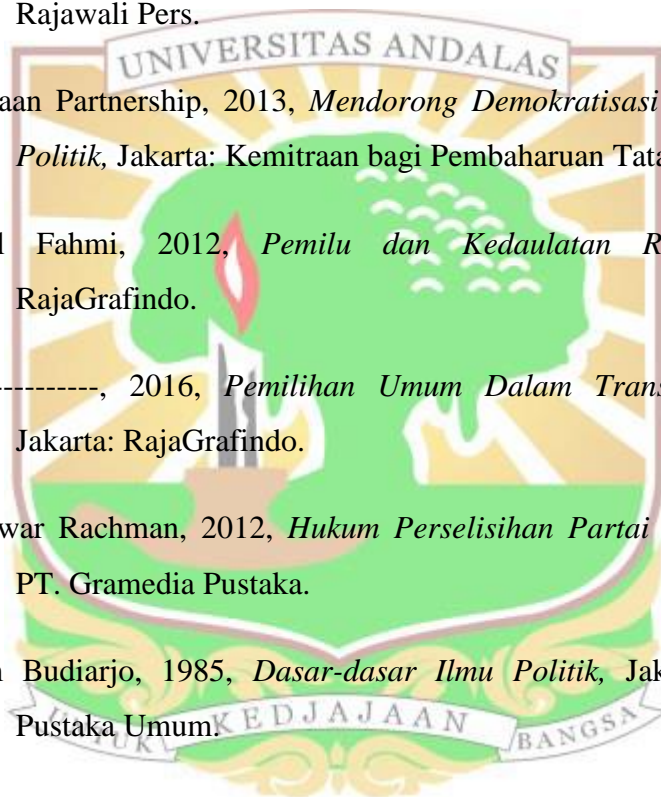 Rajawali Pers.
UNIVERSITAS ANDALAS
aan Partnership, 2013, Mendorong Demokratisasi
Politik, Jakarta: Kemitraan bagi Pembaharuan Tata
Fahmi, 2012, Pemilu dan Kedaulatan R
RajaGrafindo.
----------, 2016, Pemilihan Umum Dalam Trans
Jakarta: RajaGrafindo.
war Rachman, 2012, Hukum Perselisihan Partai
PT. Gramedia Pustaka.
Budiarjo, 1985, Dasar-dasar Ilmu Politik, Jak
Pustaka Umum.
UNTUK KEDJAJAAN BANGSA